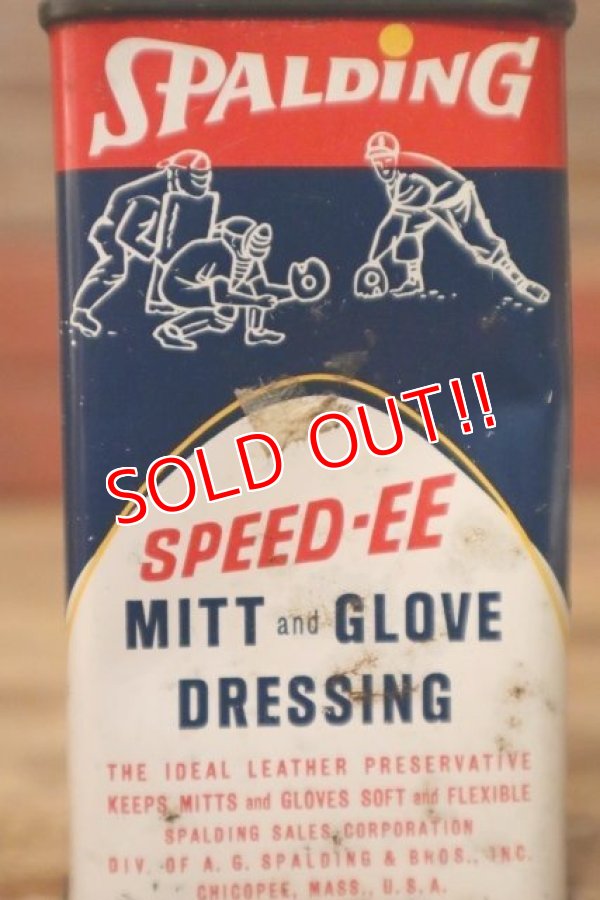 SPALDING
SOLD OUT!!
SPEED-EE
MITT and GLOVE
DRESSING
THE IDEAL LEATHER PRESERVATIVE
KEEPS MITTS and GLOVES SOFT and FLEXIBLE
SPALDING SALES CORPORATION
DIV. OF A. G. SPALDING & BROS., INC.
CHICOPEE, MASS., U.S.A.